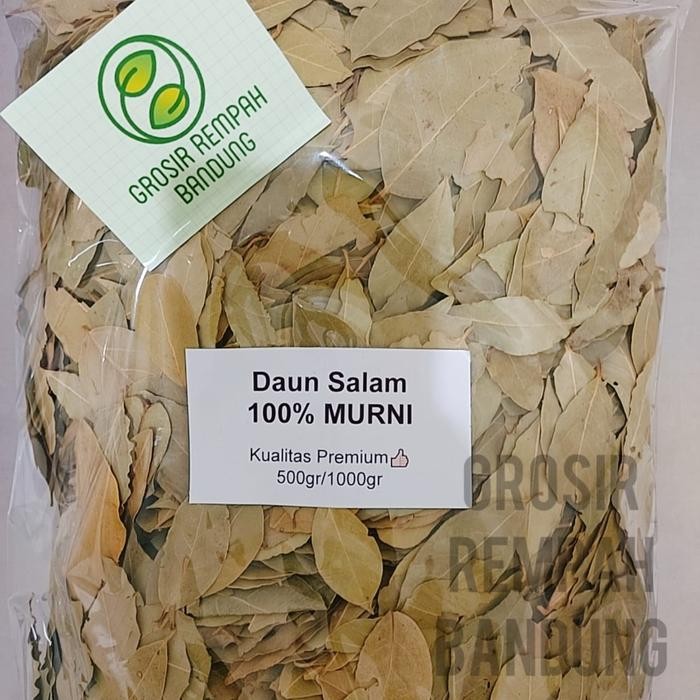 GROSIR REMPAH
BANDUNG
Daun Salam
100% MURNI
Kualitas Premium👍
500gr/1000gr
GROSIR
REMPAH
BANDUNG